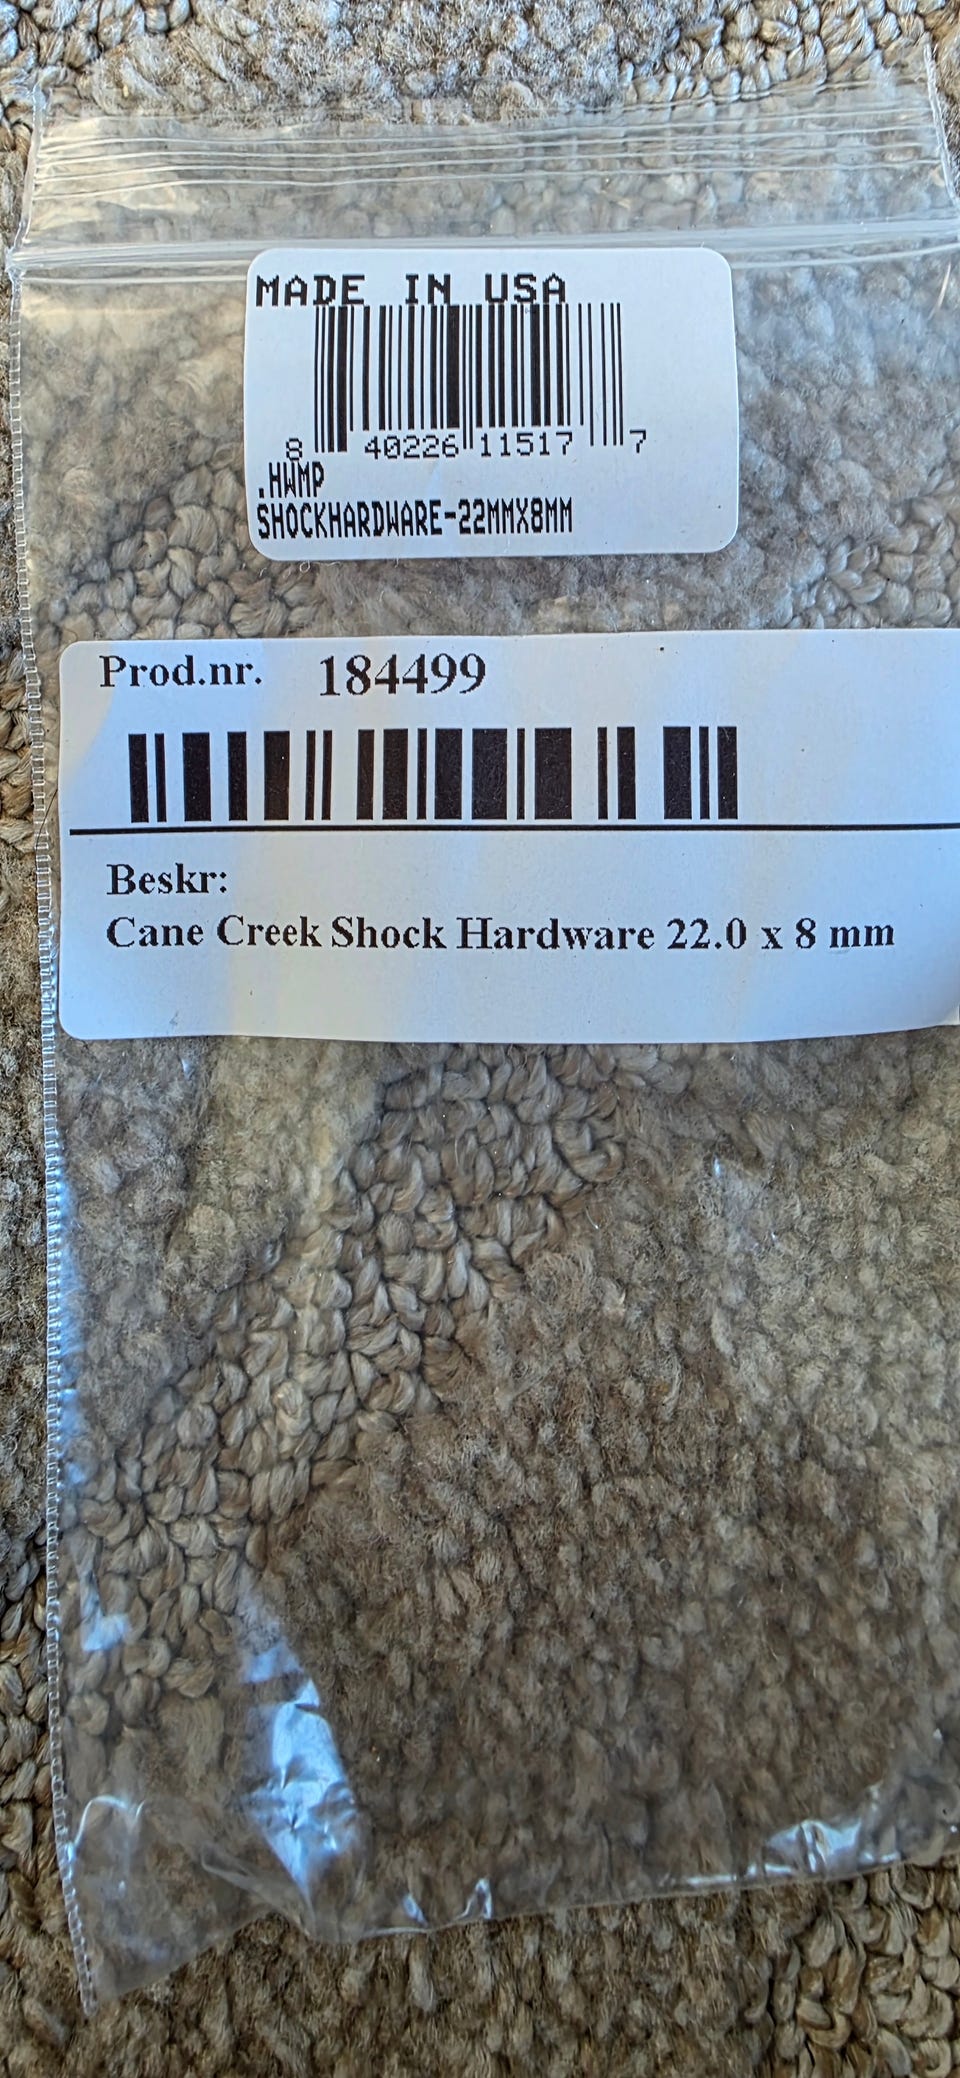 MADE IN USA
8 40226 11517 7
.HWMP
SHOCKHARDWARE-22MMX8MM
Prod.nr. 184499
Beskr:
Cane Creek Shock Hardware 22.0 x 8 mm